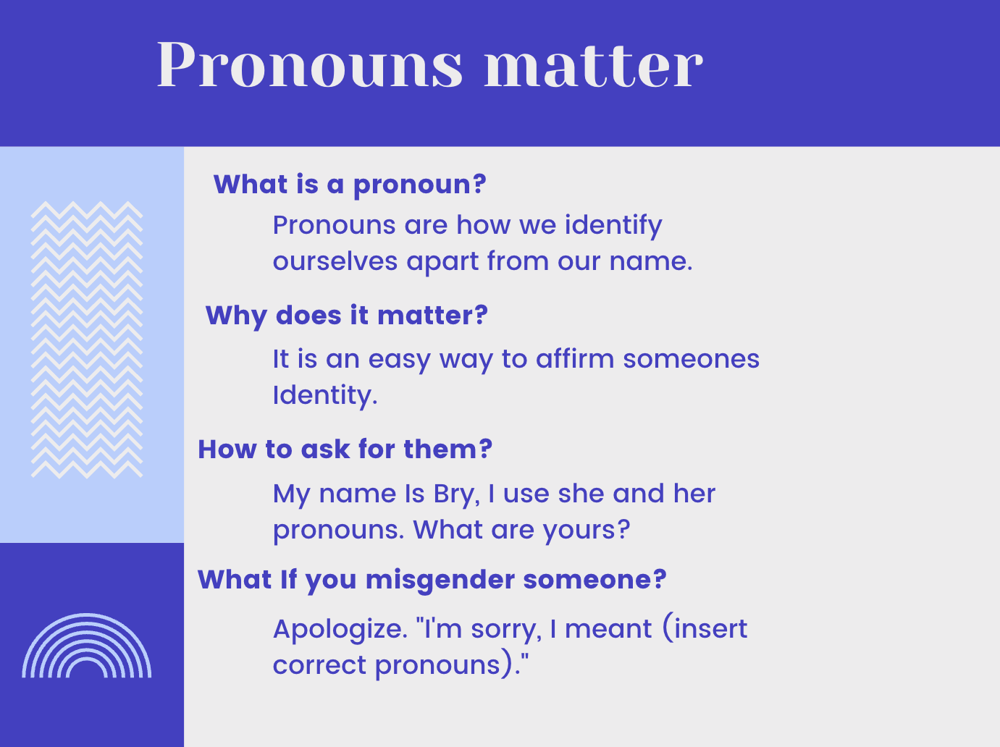 Pronouns matter
What is a pronoun?
Pronouns are how we identify
ourselves apart from our name.
Why does it matter?
It is an easy way to affirm someones
Identity.
How to ask for them?
My name Is Bry, I use she and her
pronouns. What are yours?
What If you misgender someone?
Apologize. "I'm sorry, I meant (insert
correct pronouns)."